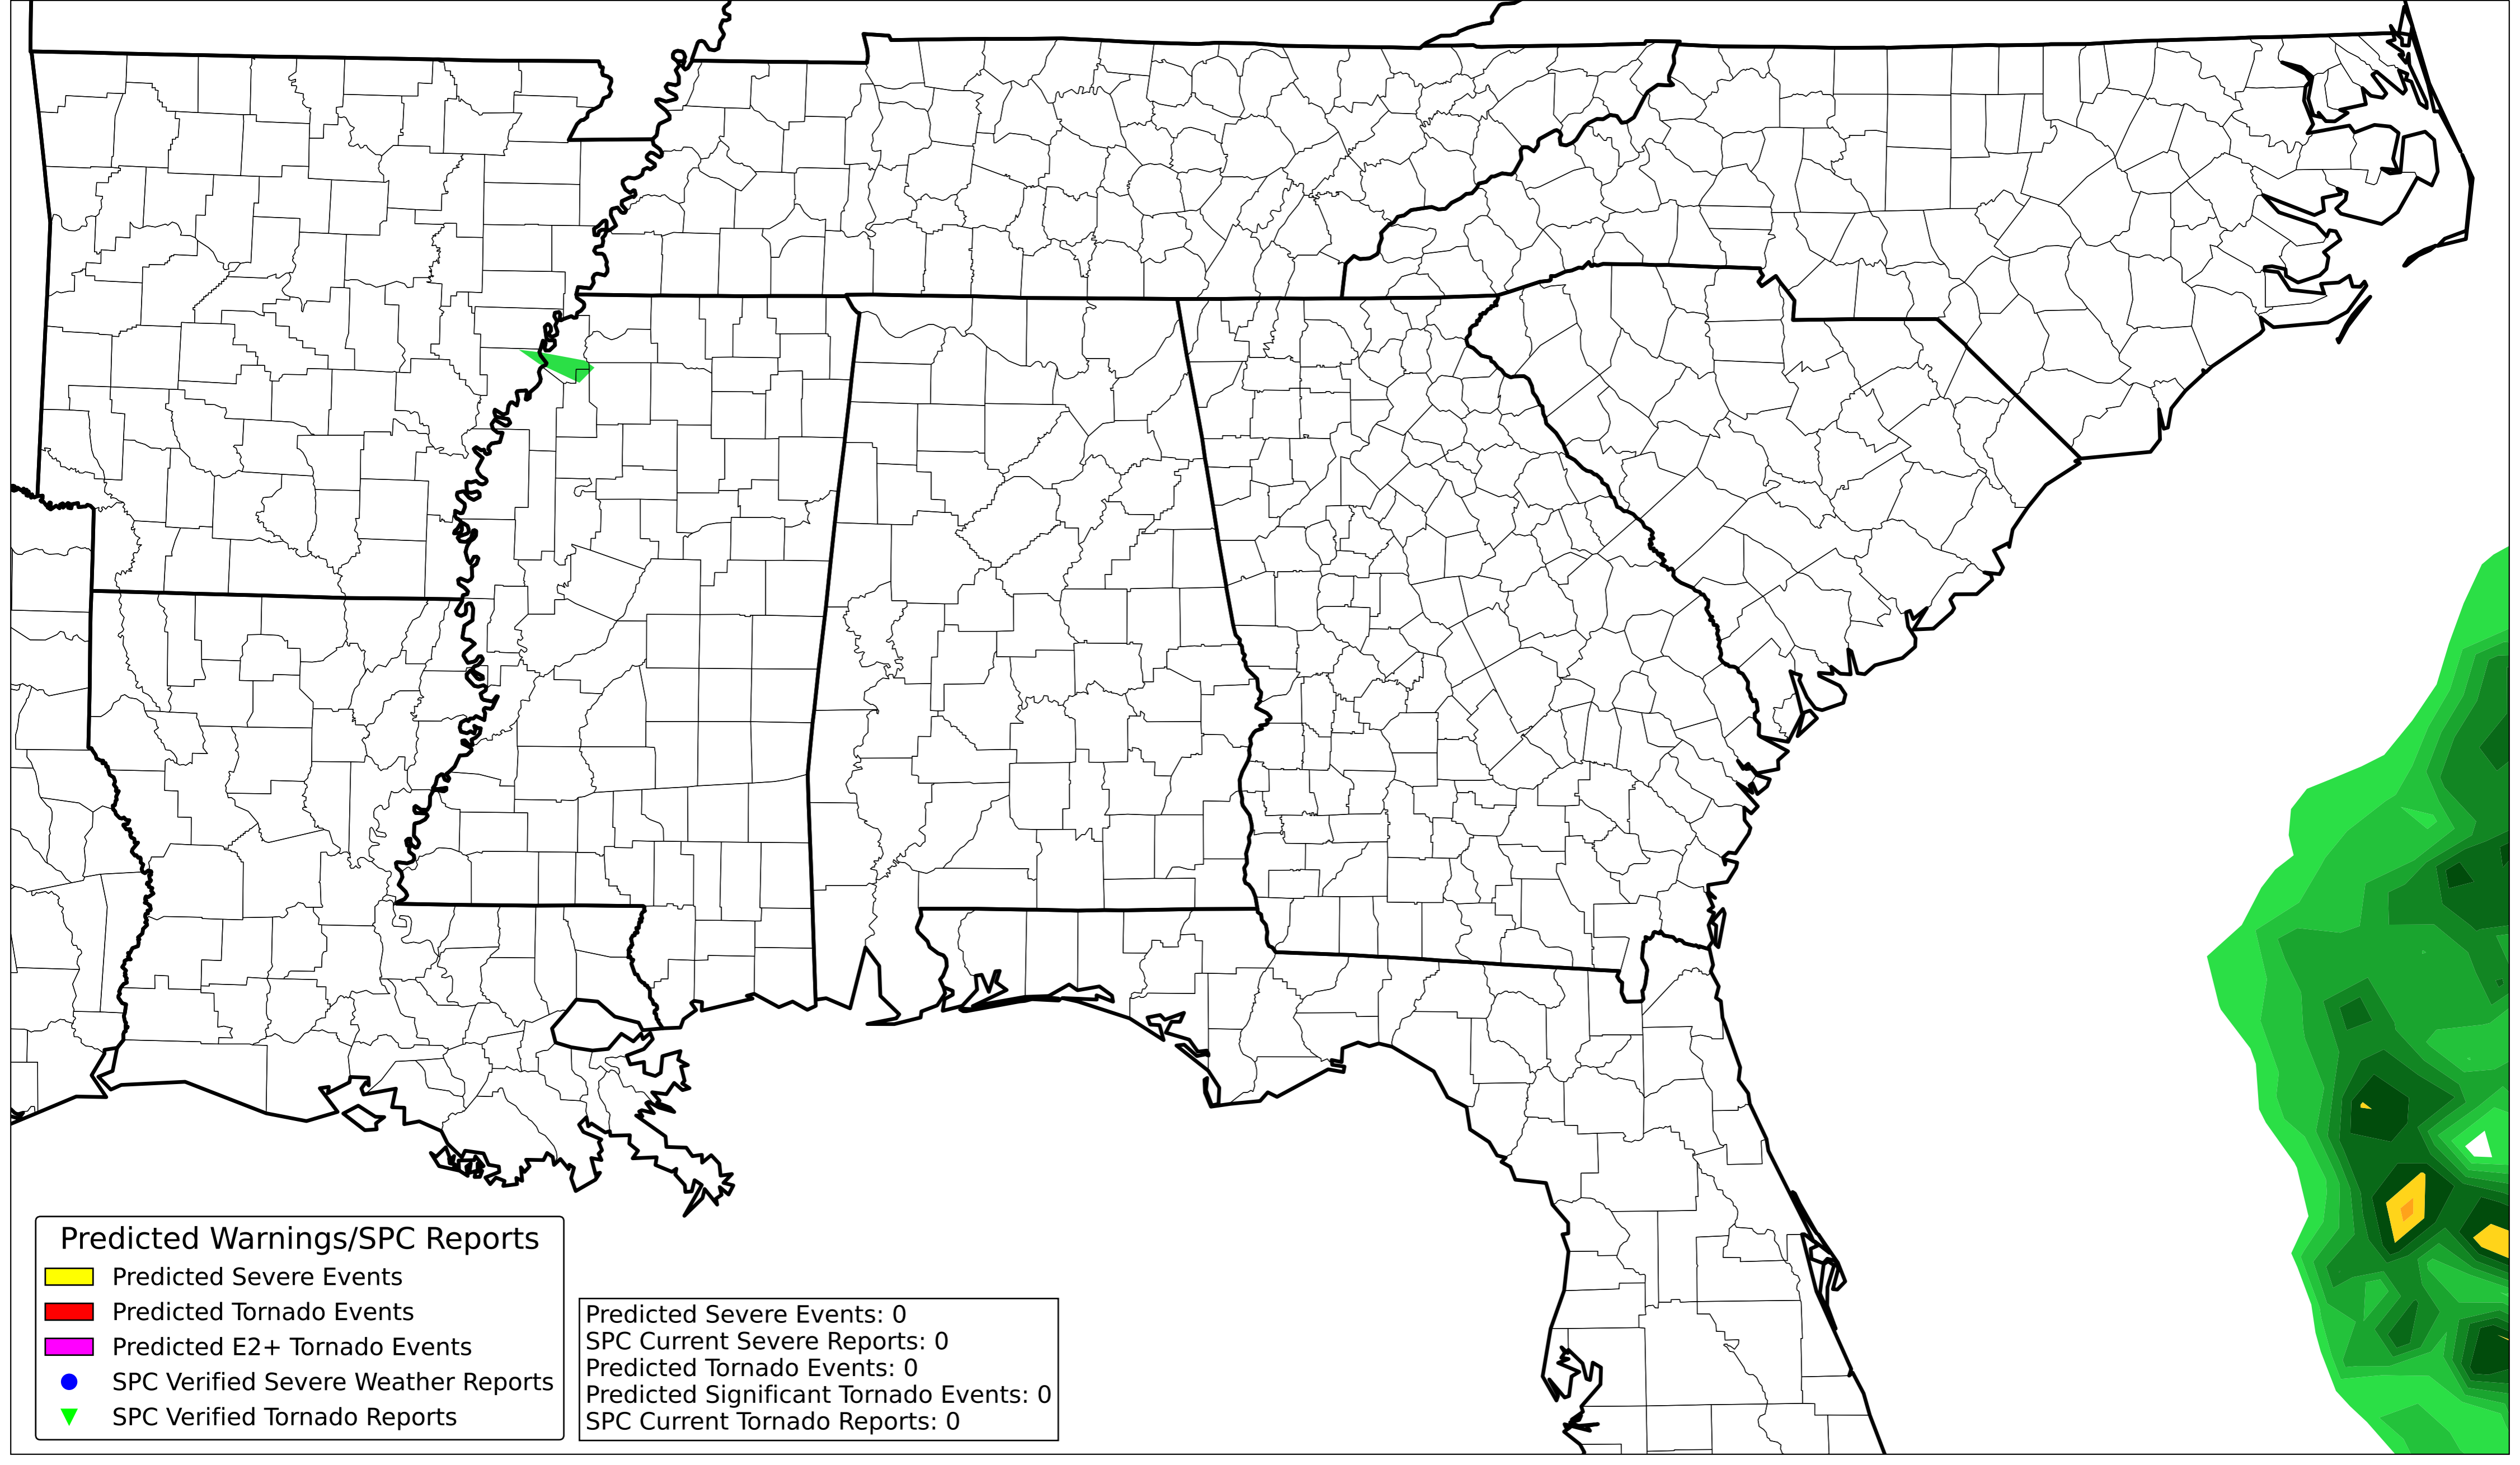 Predicted Warnings/SPC Reports
Predicted Severe Events
Predicted Tornado Events
Predicted E2+ Tornado Events
SPC Verified Severe Weather Reports
SPC Verified Tornado Reports
Predicted Severe Events: 0
SPC Current Severe Reports: 0
Predicted Tornado Events: 0
Predicted Significant Tornado Events: 0
SPC Current Tornado Reports: 0